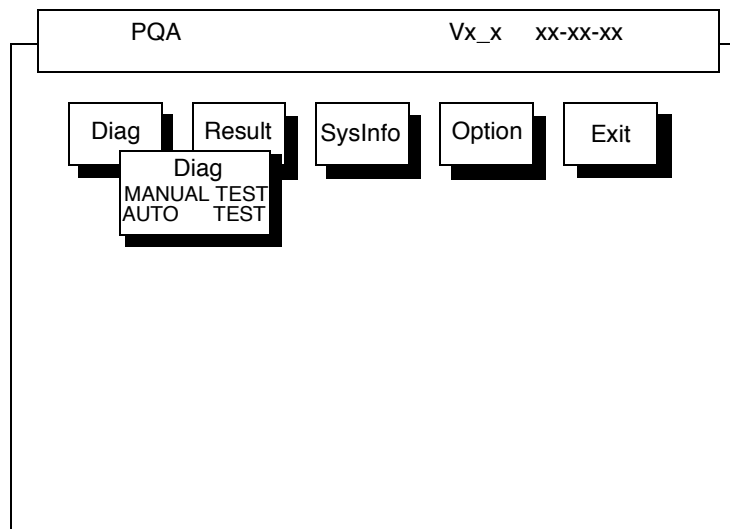 PQA Vx_x xx-xx-xx
Diag Result SysInfo Option Exit
Diag
MANUAL TEST
AUTO TEST